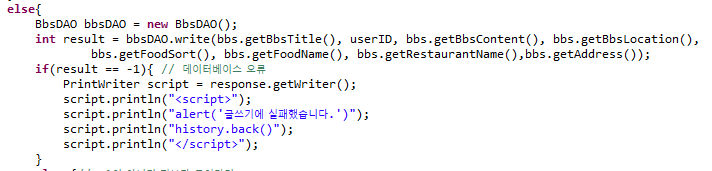 else{
BbsDAO bbsDAO = new BbsDAO();
int result = bbsDAO.write(bbs.getBbsTitle(), userID, bbs.getBbsContent(), bbs.getBbsLocation(),
bbs.getFoodSort(), bbs.getFoodName(), bbs.getRestaurantName(),bbs.getAddress());
if(result == -1){ // 데이터베이스 오류
PrintWriter script = response.getWriter();
script.println("<script>");
script.println("alert('글쓰기에 실패했습니다.')");
script.println("history.back()");
script.println("</script>");
}